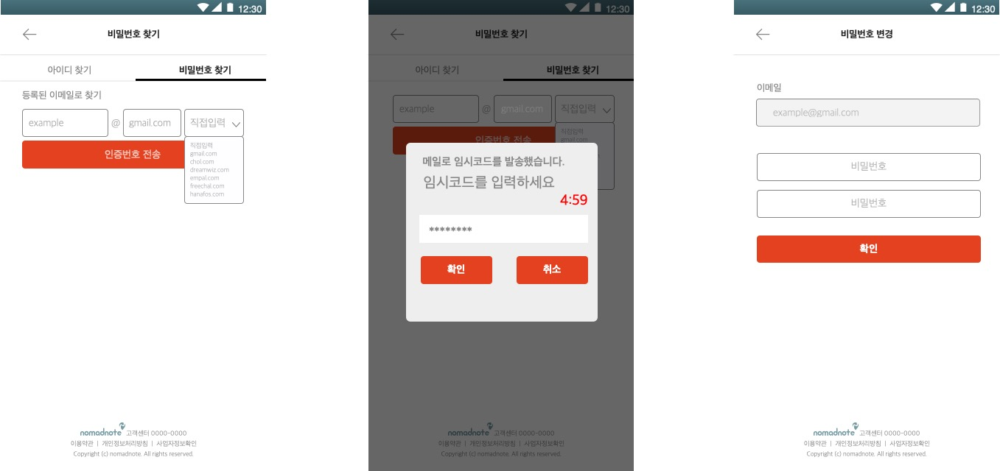 12:30
비밀번호 찾기
아이디 찾기
비밀번호 찾기
등록된 이메일로 찾기
example
@
gmail.com
직접입력
인증번호 전송
직접입력
gmail.com
chol.com
dreamwiz.com
empal.com
freechal.com
hanafos.com
nomadnote 고객센터 0000-0000
이용약관 | 개인정보처리방침 | 사업자정보확인
Copyright (c) nomadnote. All rights reserved.
12:30
비밀번호 찾기
아이디 찾기
비밀번호 찾기
example
@
gmail.com
직접입력
인증번호 전송
직접입력
gmail.com
메일로 임시코드를 발송했습니다.
임시코드를 입력하세요
4:59
********
확인
취소
nomadnote 고객센터 0000-0000
이용약관 | 개인정보처리방침 | 사업자정보확인
Copyright (c) nomadnote. All rights reserved.
12:30
비밀번호 변경
이메일
example@gmail.com
비밀번호
비밀번호
확인
nomadnote 고객센터 0000-0000
이용약관 | 개인정보처리방침 | 사업자정보확인
Copyright (c) nomadnote. All rights reserved.